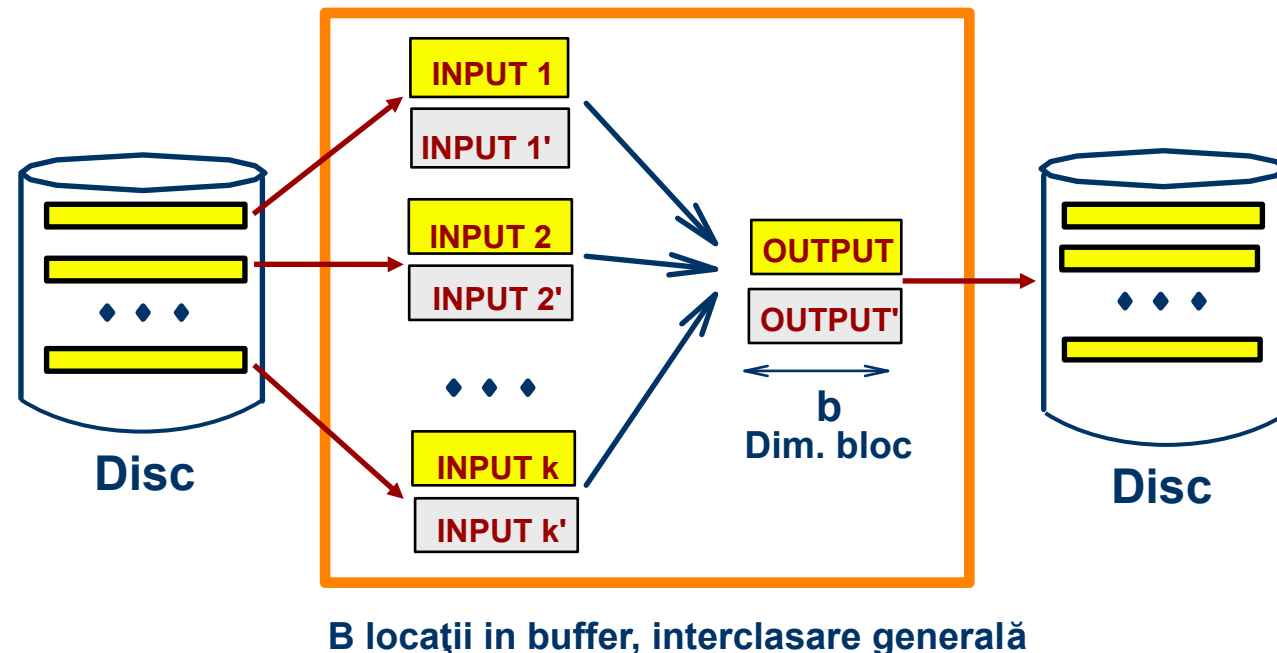 INPUT 1
INPUT 1'
INPUT 2
INPUT 2'
INPUT k
INPUT k'
OUTPUT
OUTPUT'
b
Dim. bloc
Disc
Disc
B locaţii in buffer, interclasare generală